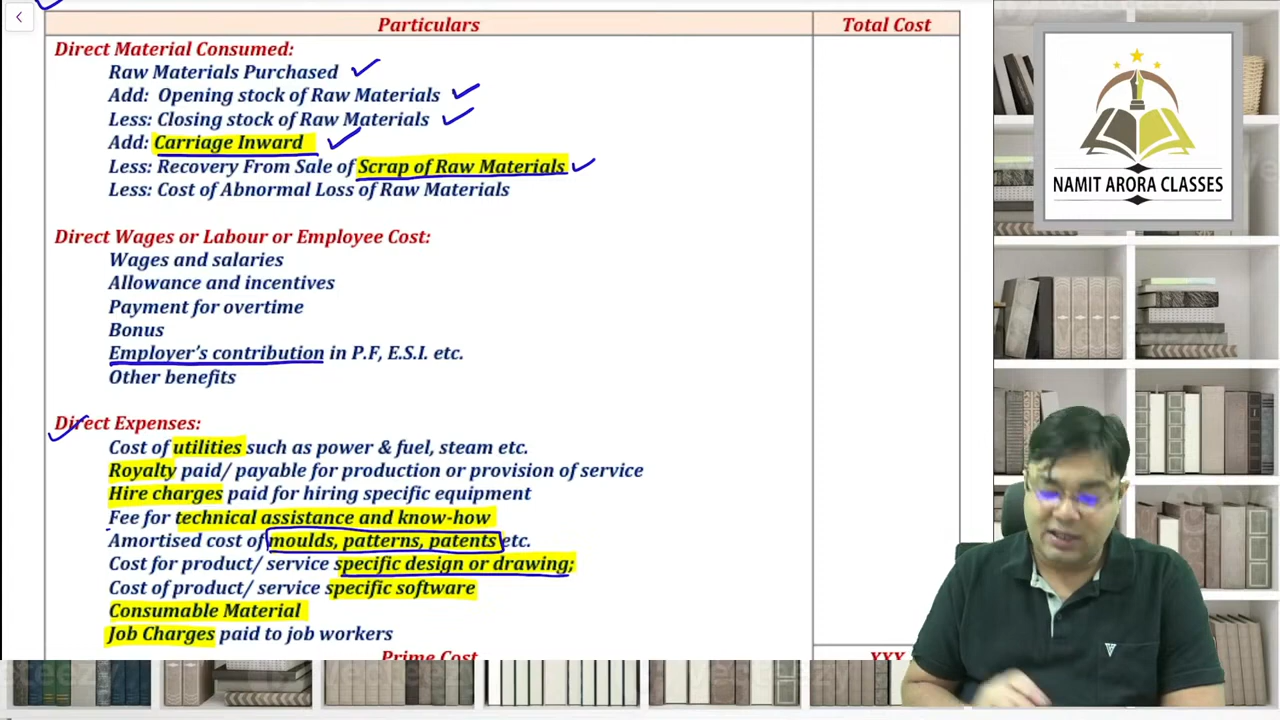 Particulars
Total Cost
Direct Material Consumed:
Raw Materials Purchased
Add: Opening stock of Raw Materials
Less: Closing stock of Raw Materials
Add: Carriage Inward
Less: Recovery From Sale of Scrap of Raw Materials
Less: Cost of Abnormal Loss of Raw Materials
Direct Wages or Labour or Employee Cost:
Wages and salaries
Allowance and incentives
Payment for overtime
Bonus
Employer's contribution in P.F, E.S.I. etc.
Other benefits
Direct Expenses:
Cost of utilities such as power & fuel, steam etc.
Royalty paid/ payable for production or provision of service
Hire charges paid for hiring specific equipment
Fee for technical assistance and know-how
Amortised cost of moulds, patterns, patents etc.
Cost for product/ service specific design or drawing;
Cost of product/ service specific software
Consumable Material
Job Charges paid to job workers
Prime Cost
XXX
NAMIT ARORA CLASSES